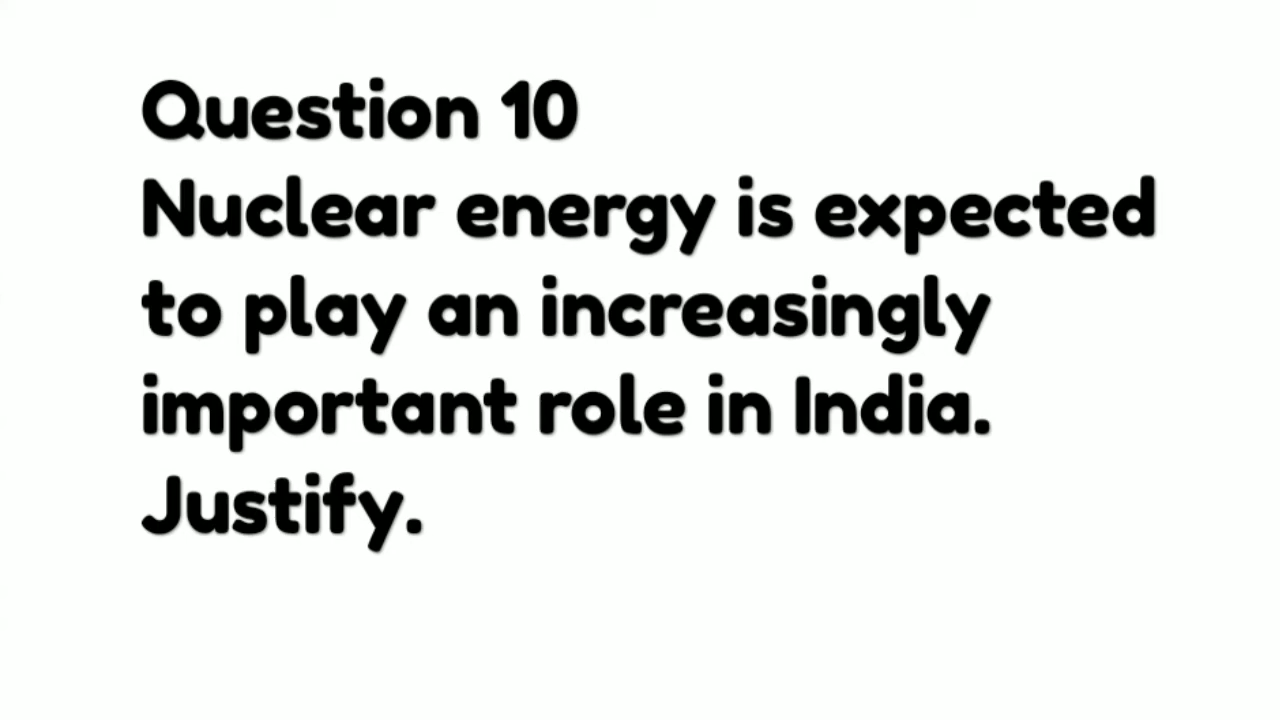 Question 10
Nuclear energy is expected
to play an increasingly
important role in India.
Justify.